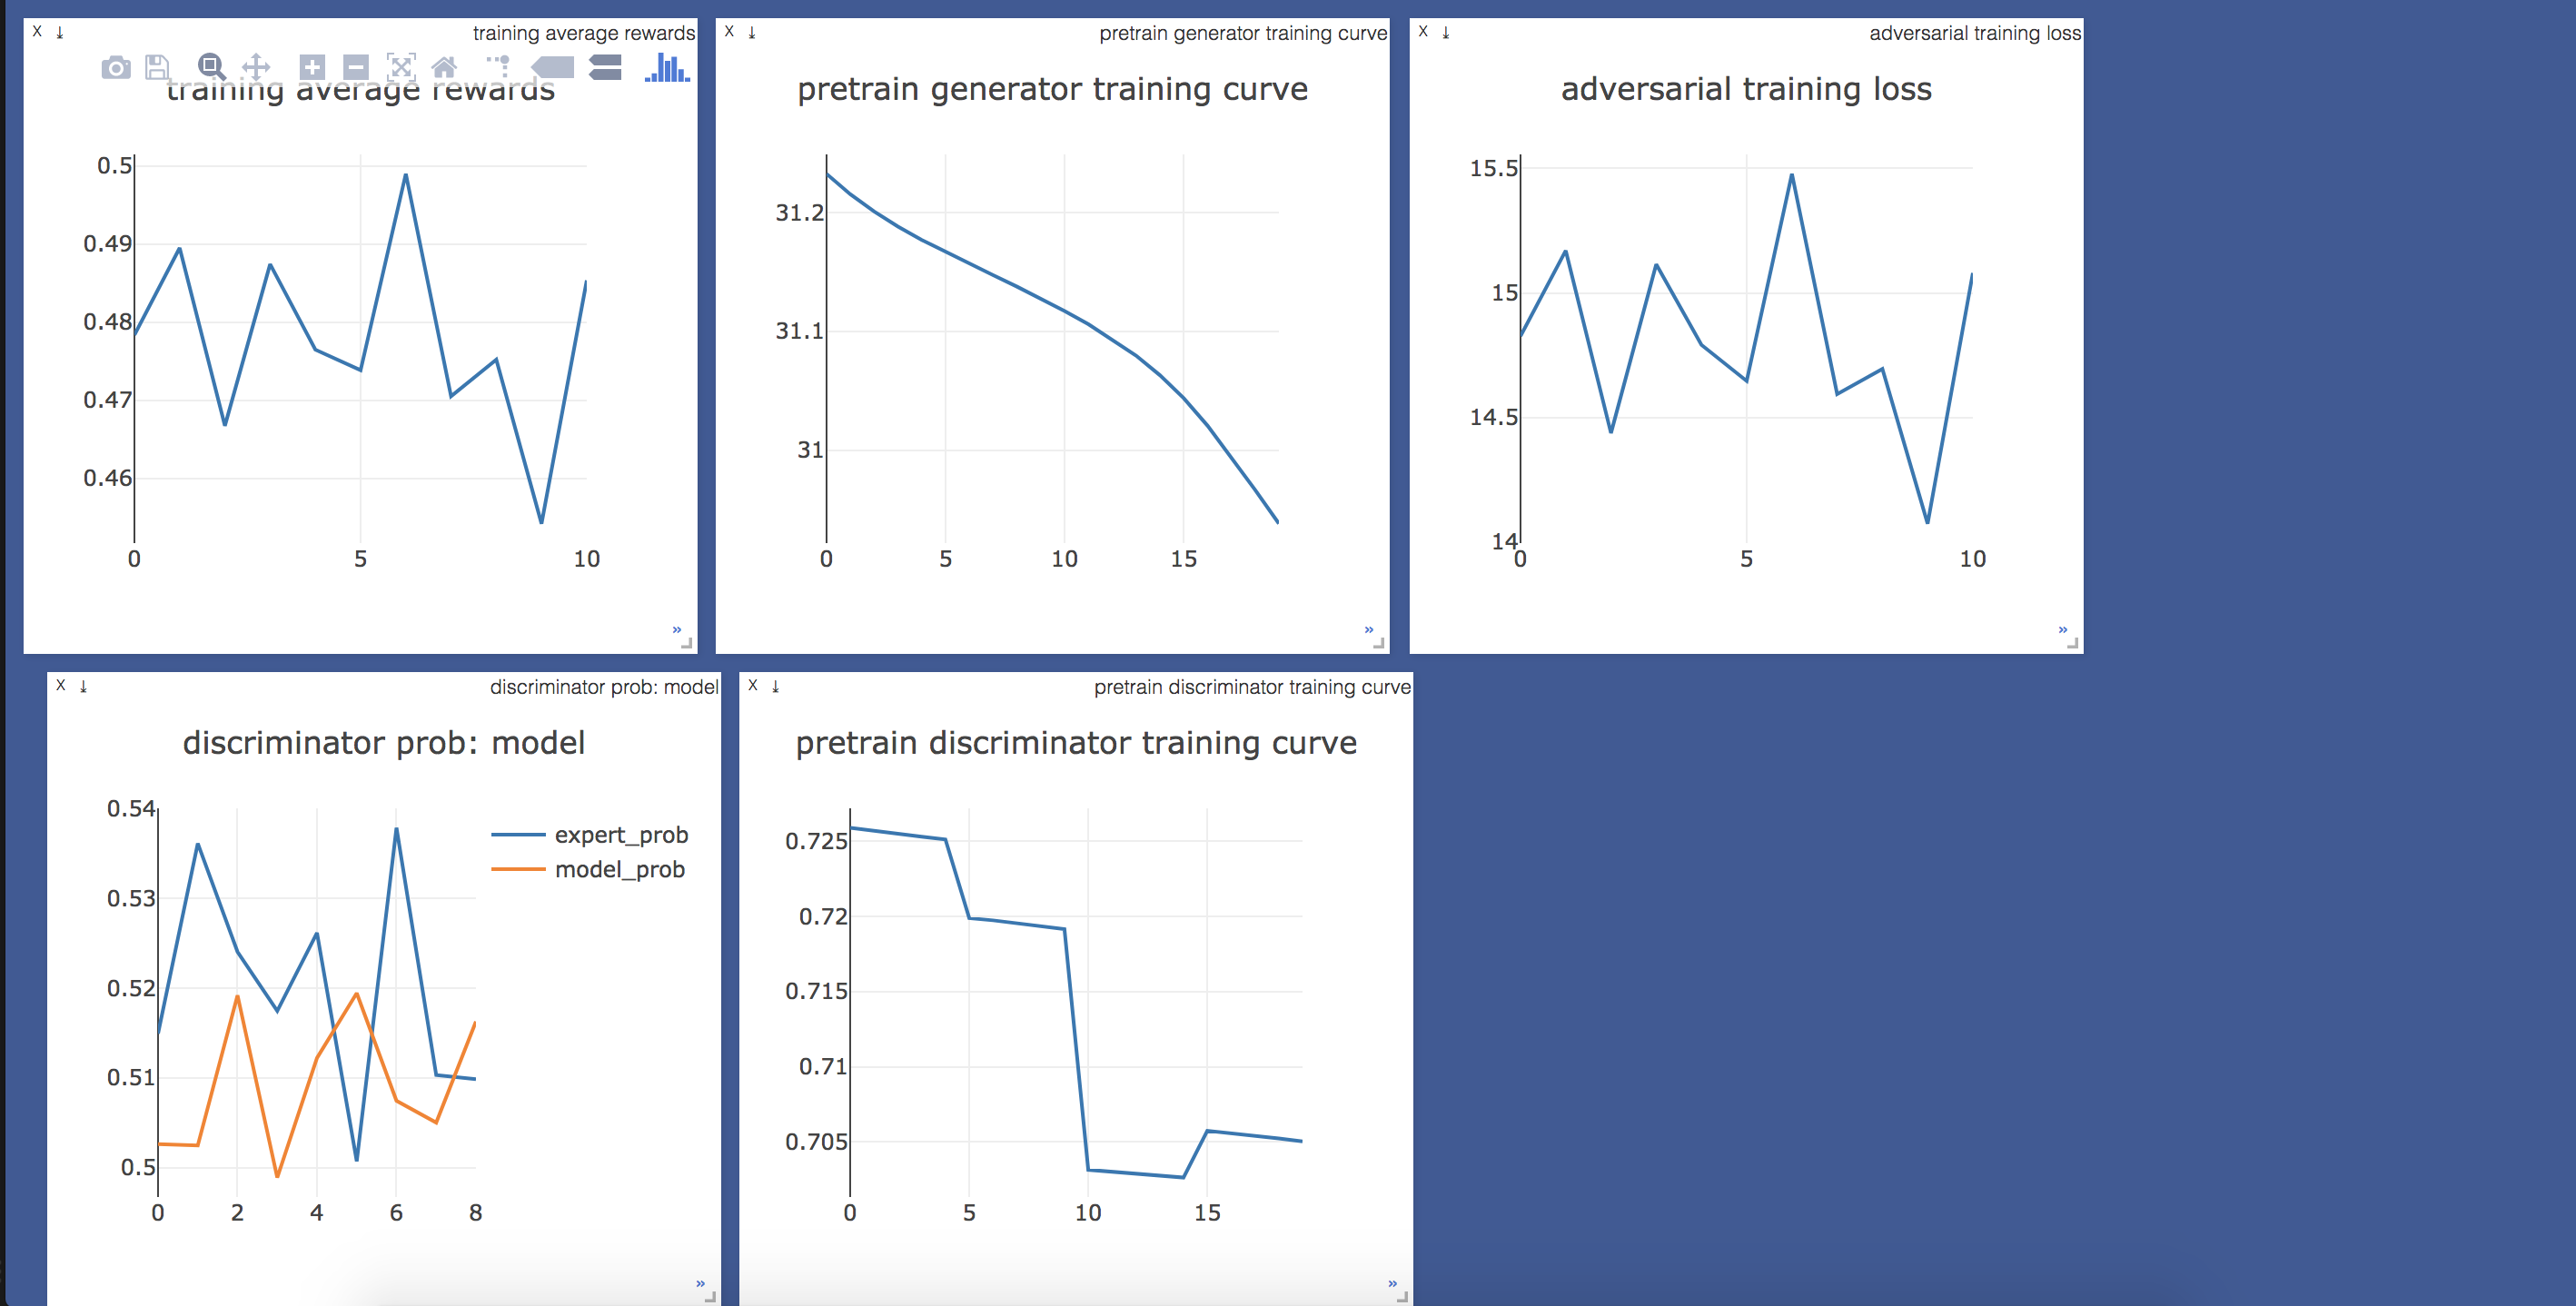 X ↓ training average rewards
training average rewards
0.5
0.49
0.48
0.47
0.46
0 5 10
»
X ↓ pretrain generator training curve
pretrain generator training curve
31.2
31.1
31
0 5 10 15
»
X ↓ adversarial training loss
adversarial training loss
15.5
15
14.5
14
0 5 10
»
X ↓ discriminator prob: model
discriminator prob: model
0.54
0.53
0.52
0.51
0.5
0 2 4 6 8
expert_prob
model_prob
»
X ↓ pretrain discriminator training curve
pretrain discriminator training curve
0.725
0.72
0.715
0.71
0.705
0 5 10 15
»